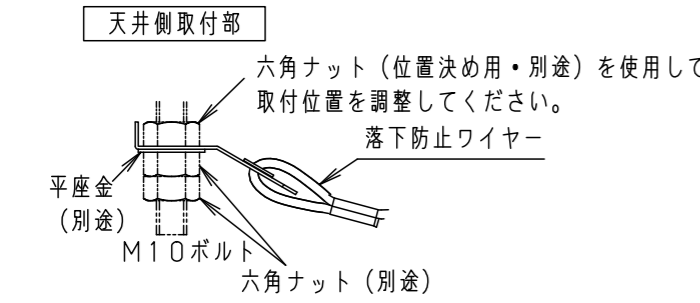 天井側取付部
六角ナット（位置決め用・別途）を使用して
取付位置を調整してください。
落下防止ワイヤー
平座金
（別途）
Ｍ１０ボルト
六角ナット（別途）